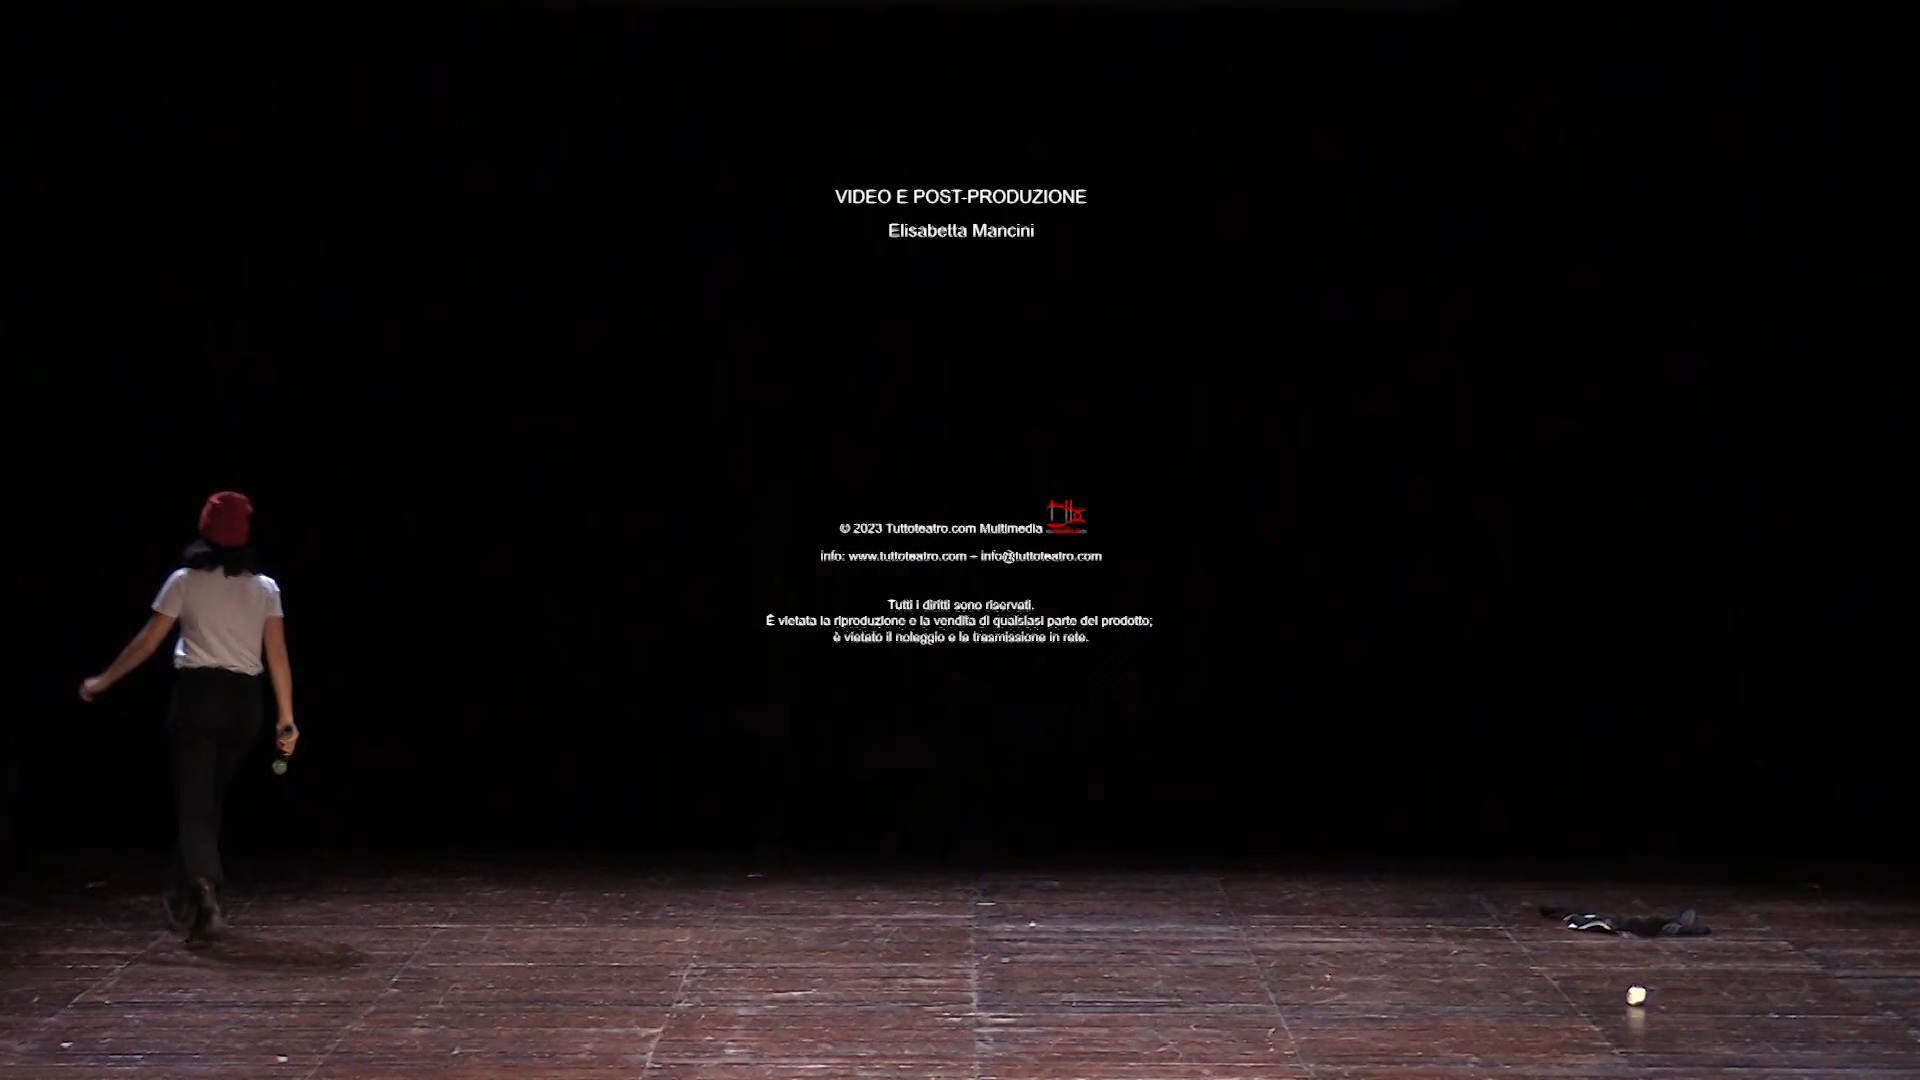 VIDEO E POST-PRODUZIONE
Elisabetta Mancini
© 2023 Tuttoteatro.com Multimedia
info: www.tuttoteatro.com – info@tuttoteatro.com
Tutti i diritti sono riservati.
È vietata la riproduzione e la vendita di qualsiasi parte del prodotto;
è vietato il noleggio e la trasmissione in rete.